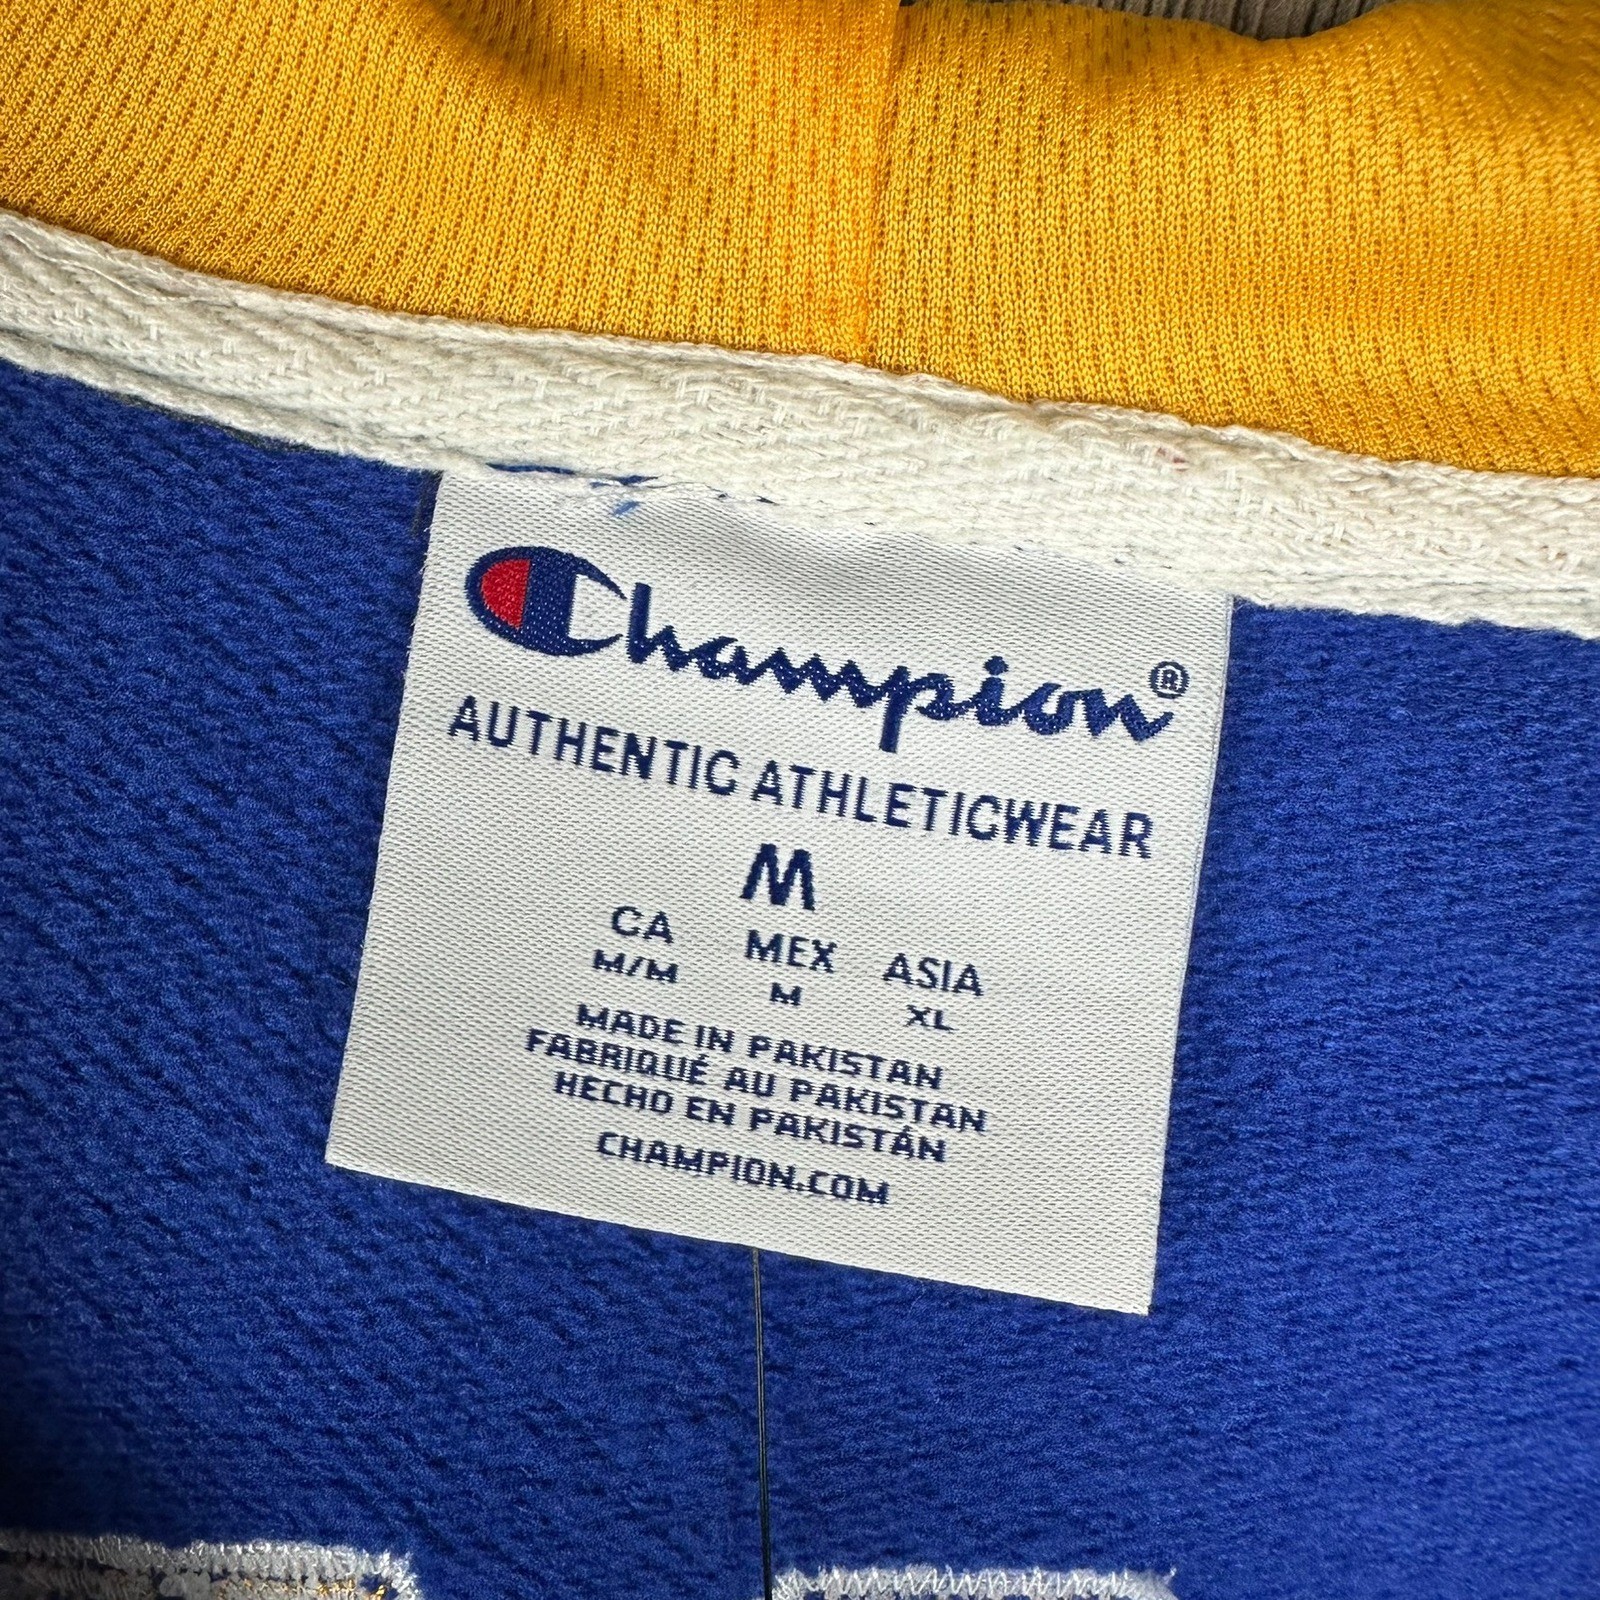 Champion®
AUTHENTIC ATHLETICWEAR
M
CA MEX ASIA
M/M M XL
MADE IN PAKISTAN
FABRIQUÉ AU PAKISTAN
HECHO EN PAKISTÁN
CHAMPION.COM